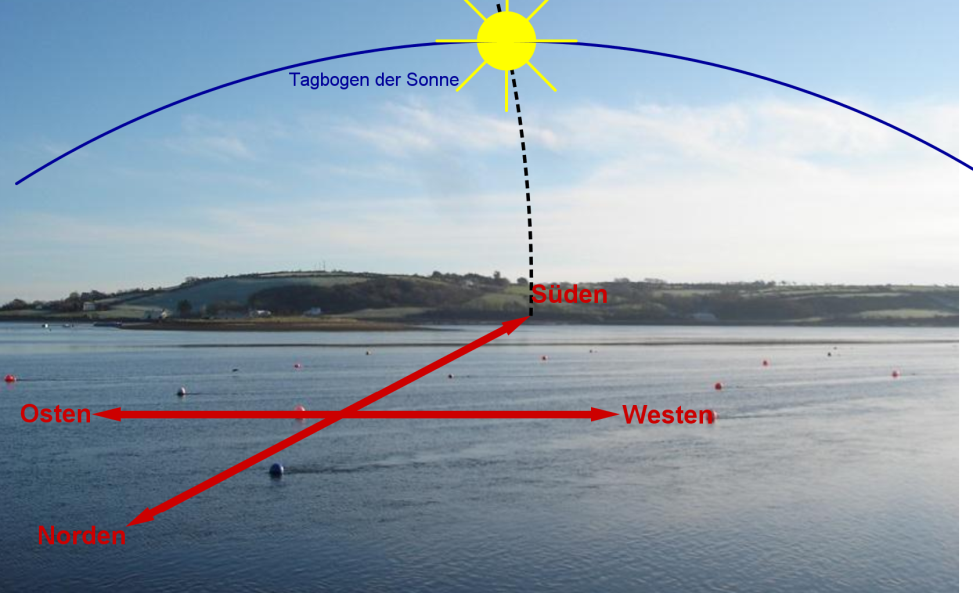 Tagbogen der Sonne
Süden
Osten
Westen
Norden